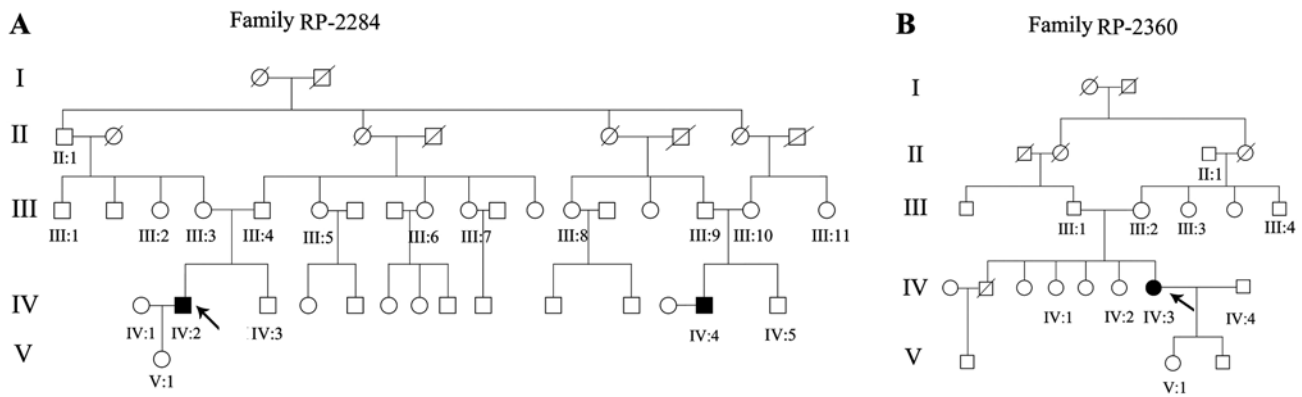 A Family RP-2284
I
II
II:1
III
III:1 III:2 III:3 III:4 III:5 III:6 III:7 III:8 III:9 III:10 III:11
IV
IV:1 IV:2 IV:3 IV:4 IV:5
V
V:1
B Family RP-2360
I
II
II:1
III
III:1 III:2 III:3 III:4
IV
IV:1 IV:2 IV:3 IV:4
V
V:1